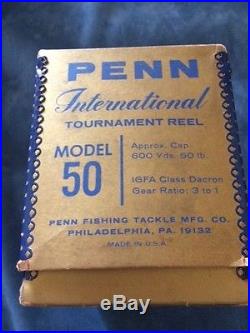 PENN
International
TOURNAMENT REEL
MODEL
50
Approx. Cap
600 Yds. 50 lb.
IGFA Class Dacron
Gear Ratio: 3 to 1
PENN FISHING TACKLE MFG. CO.
PHILADELPHIA, PA. 19132
MADE IN U.S.A.